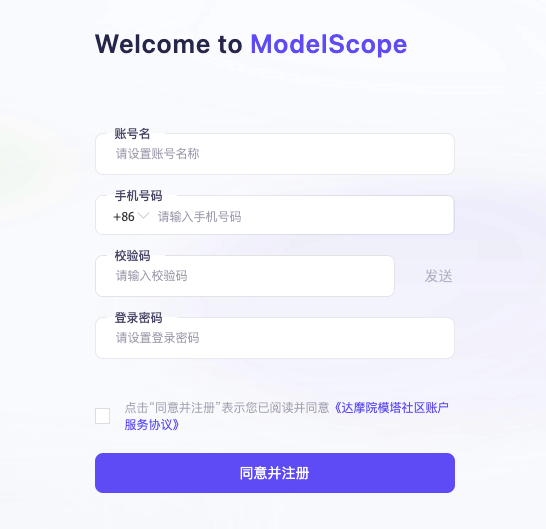 Welcome to ModelScope
账号名
请设置账号名称
手机号码
+86 请输入手机号码
校验码
请输入校验码 发送
登录密码
请设置登录密码
点击“同意并注册”表示您已阅读并同意《达摩院模塔社区账户
服务协议》
同意并注册